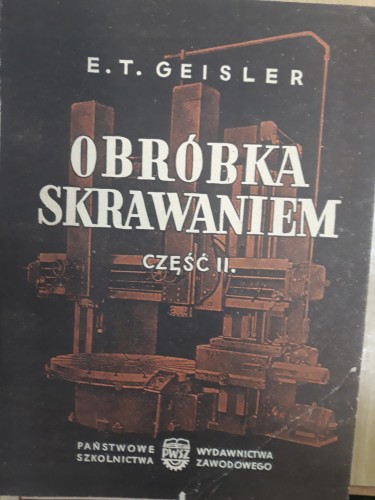 E. T. GEISLER
OBRÓBKA
SKRAWANIEM
CZĘŚĆ II.
PAŃSTWOWE PWSZ WYDAWNICTWA
SZKOLNICTWA ZAWODOWEGO